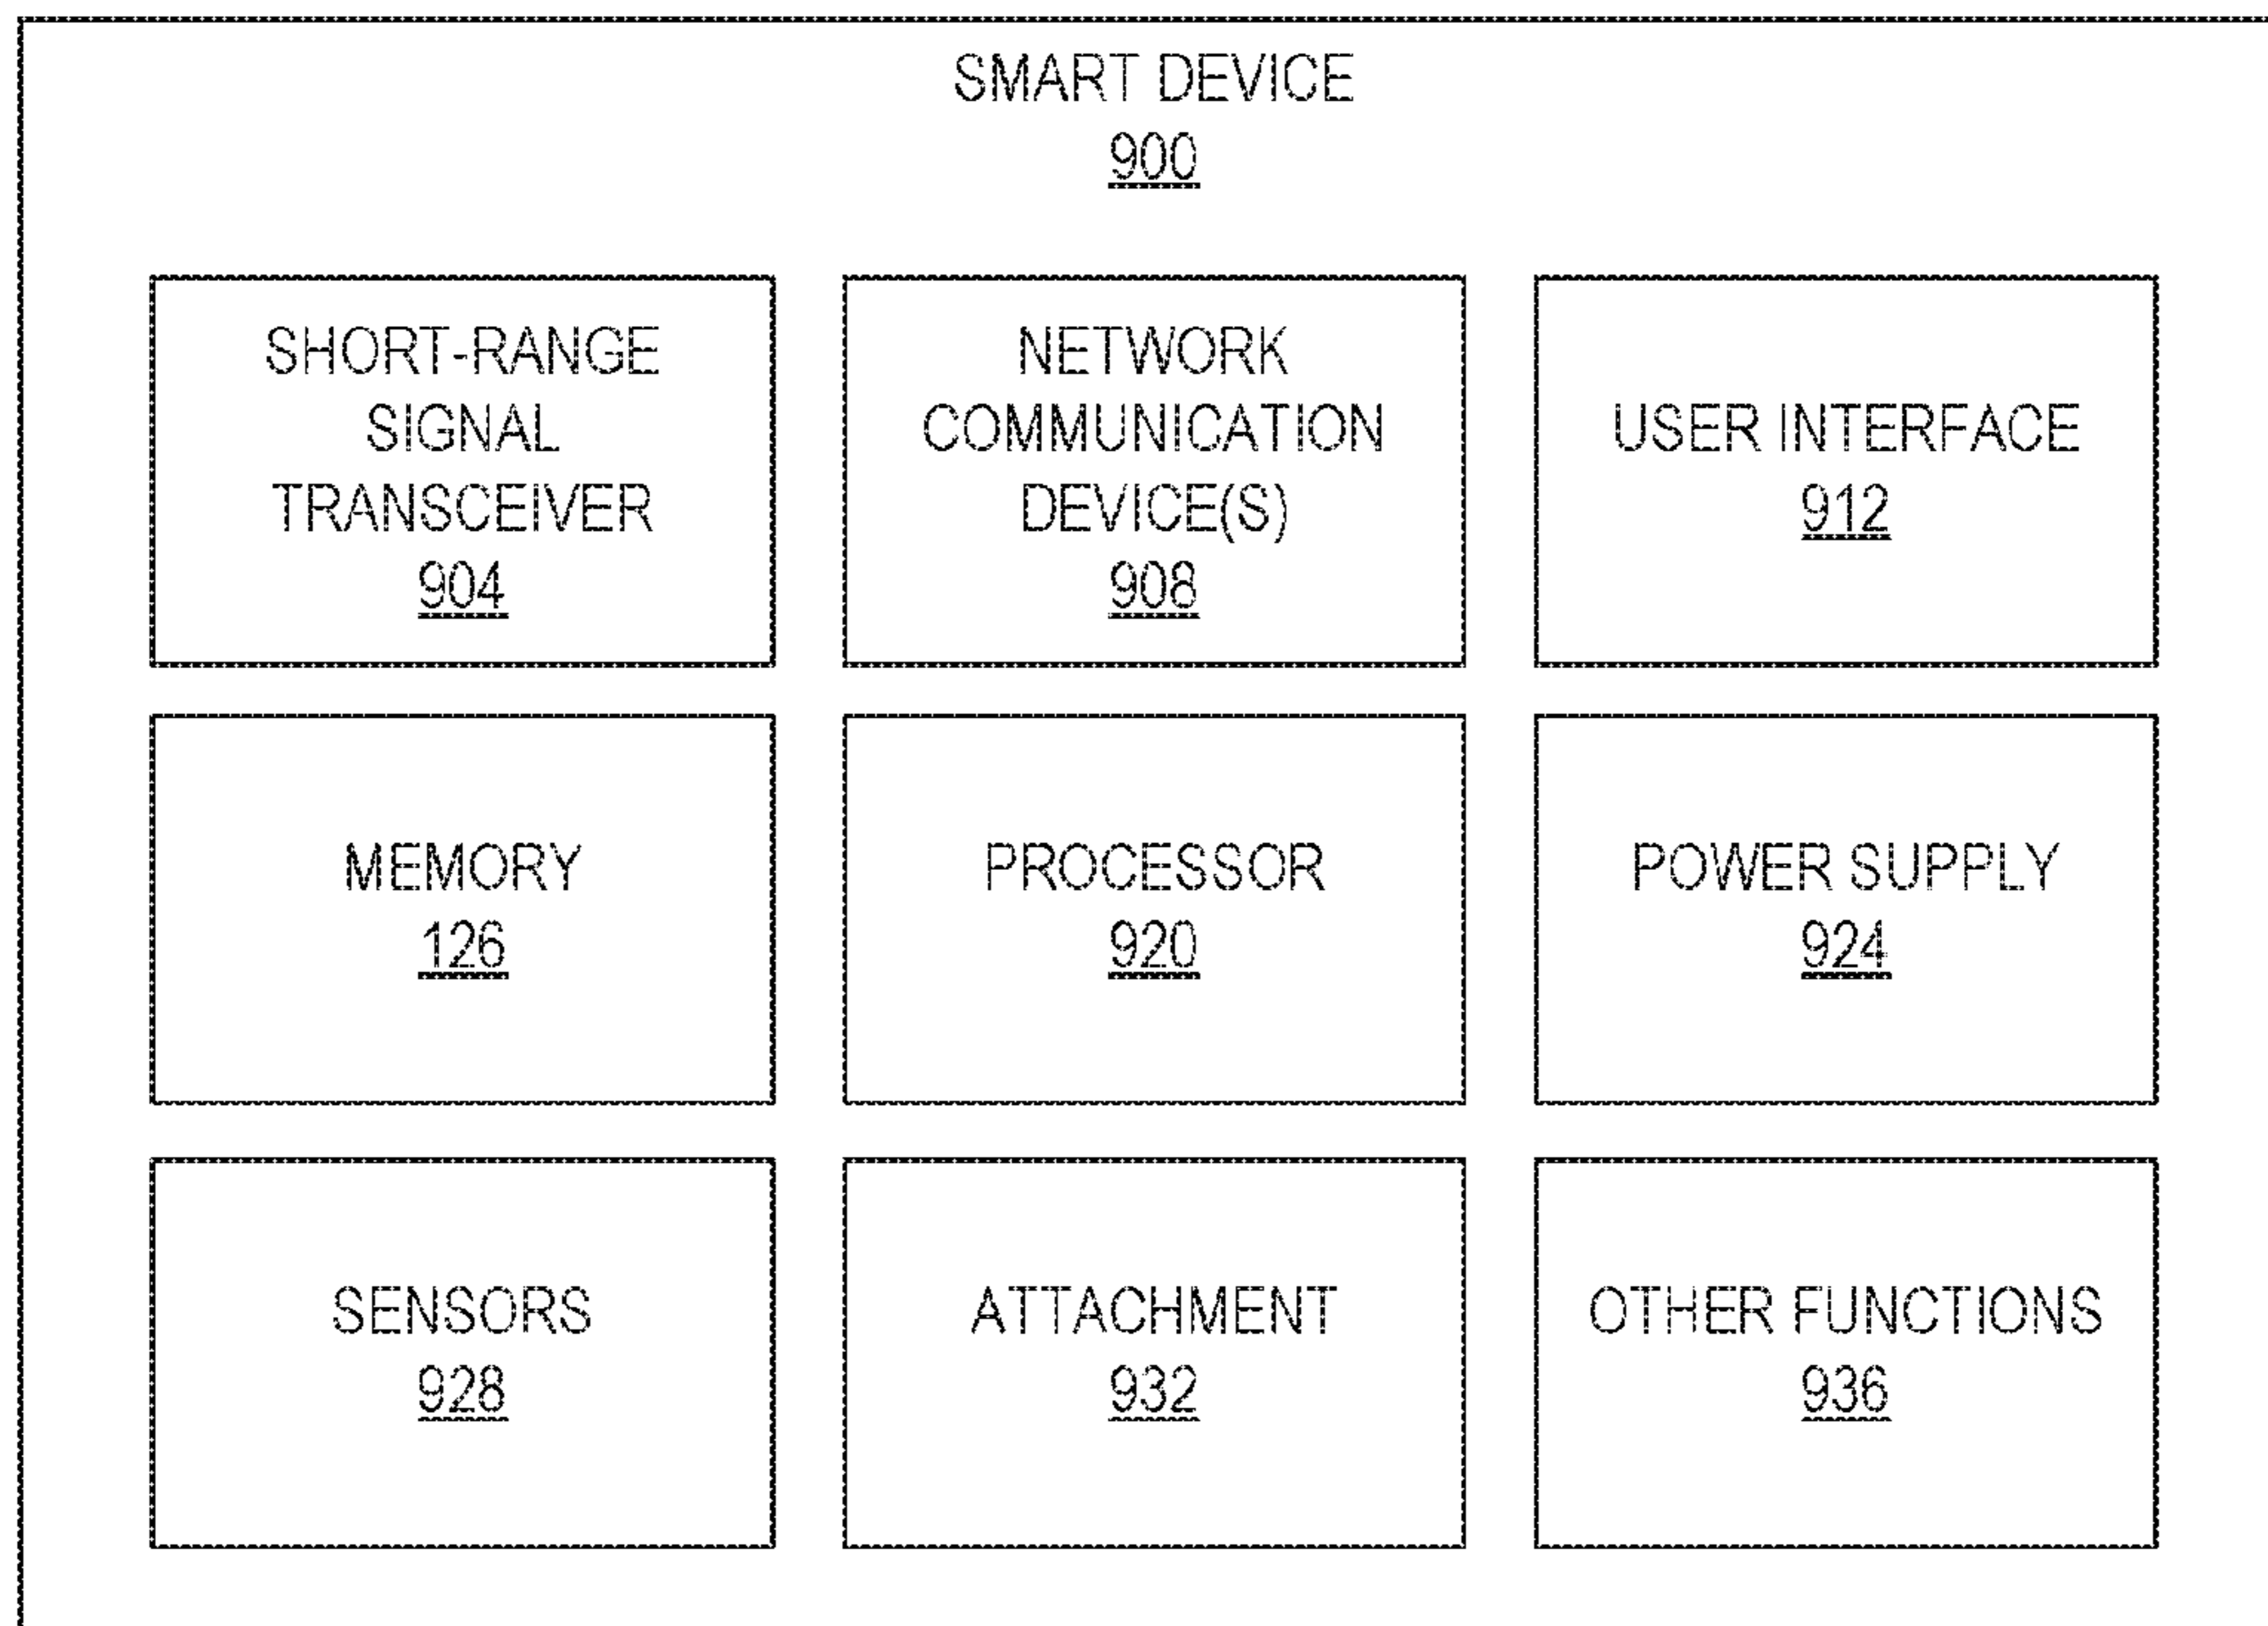 SMART DEVICE
900
SHORT-RANGE
SIGNAL
TRANSCEIVER
904
NETWORK
COMMUNICATION
DEVICE(S)
908
USER INTERFACE
912
MEMORY
126
PROCESSOR
920
POWER SUPPLY
924
SENSORS
928
ATTACHMENT
932
OTHER FUNCTIONS
936